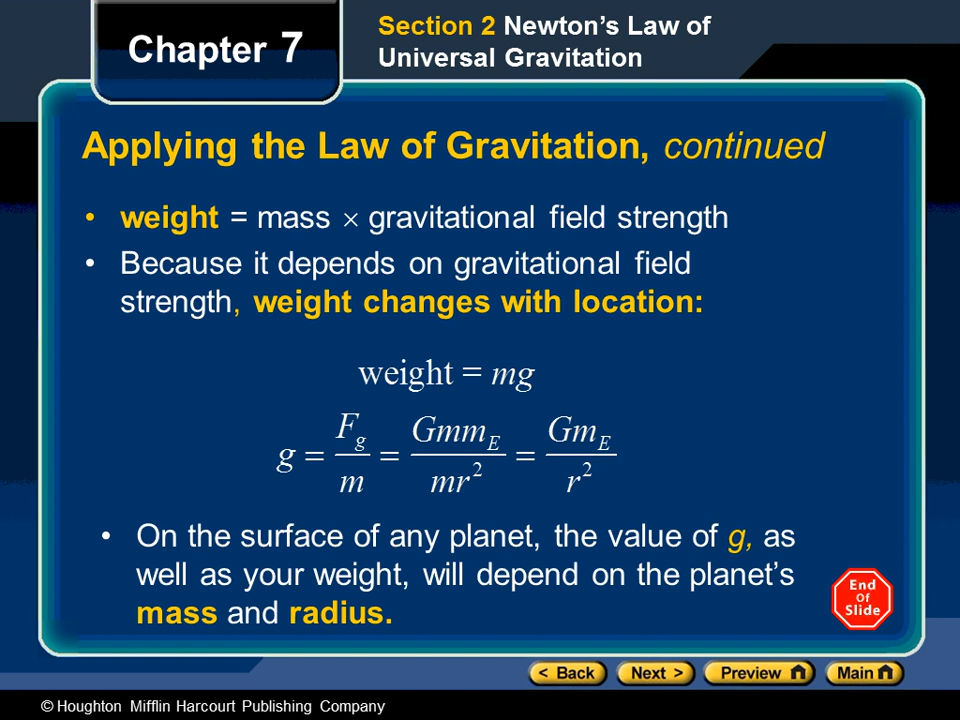 Chapter 7
Section 2 Newton's Law of
Universal Gravitation
Applying the Law of Gravitation, continued
• weight = mass × gravitational field strength
• Because it depends on gravitational field
strength, weight changes with location:
weight = mg
g = F_g / m = Gmm_E / mr² = Gm_E / r²
• On the surface of any planet, the value of g, as
well as your weight, will depend on the planet's
mass and radius.
End
Of
Slide
< Back
Next >
Preview
Main
© Houghton Mifflin Harcourt Publishing Company